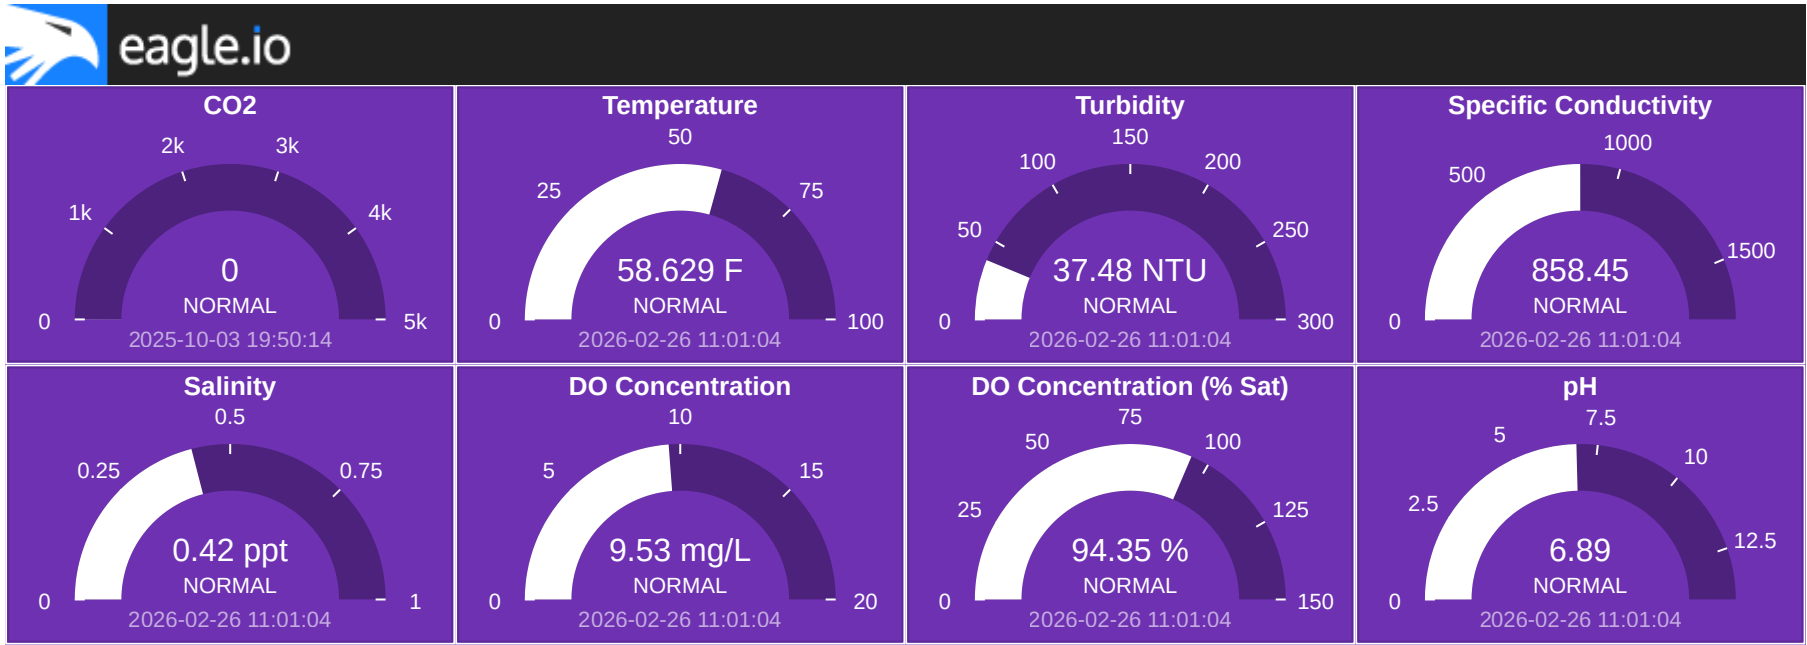 eagle.io
CO2
2k
3k
1k
4k
0
NORMAL
0
5k
2025-10-03 19:50:14
Temperature
50
25
75
58.629 F
NORMAL
0
100
2026-02-26 11:01:04
Turbidity
150
100
200
50
250
37.48 NTU
NORMAL
0
300
2026-02-26 11:01:04
Specific Conductivity
1000
500
1500
858.45
NORMAL
0
2026-02-26 11:01:04
Salinity
0.5
0.25
0.75
0.42 ppt
NORMAL
0
1
2026-02-26 11:01:04
DO Concentration
10
5
15
9.53 mg/L
NORMAL
0
20
2026-02-26 11:01:04
DO Concentration (% Sat)
75
50
100
25
125
94.35 %
NORMAL
0
150
2026-02-26 11:01:04
pH
7.5
5
10
2.5
12.5
6.89
NORMAL
0
2026-02-26 11:01:04